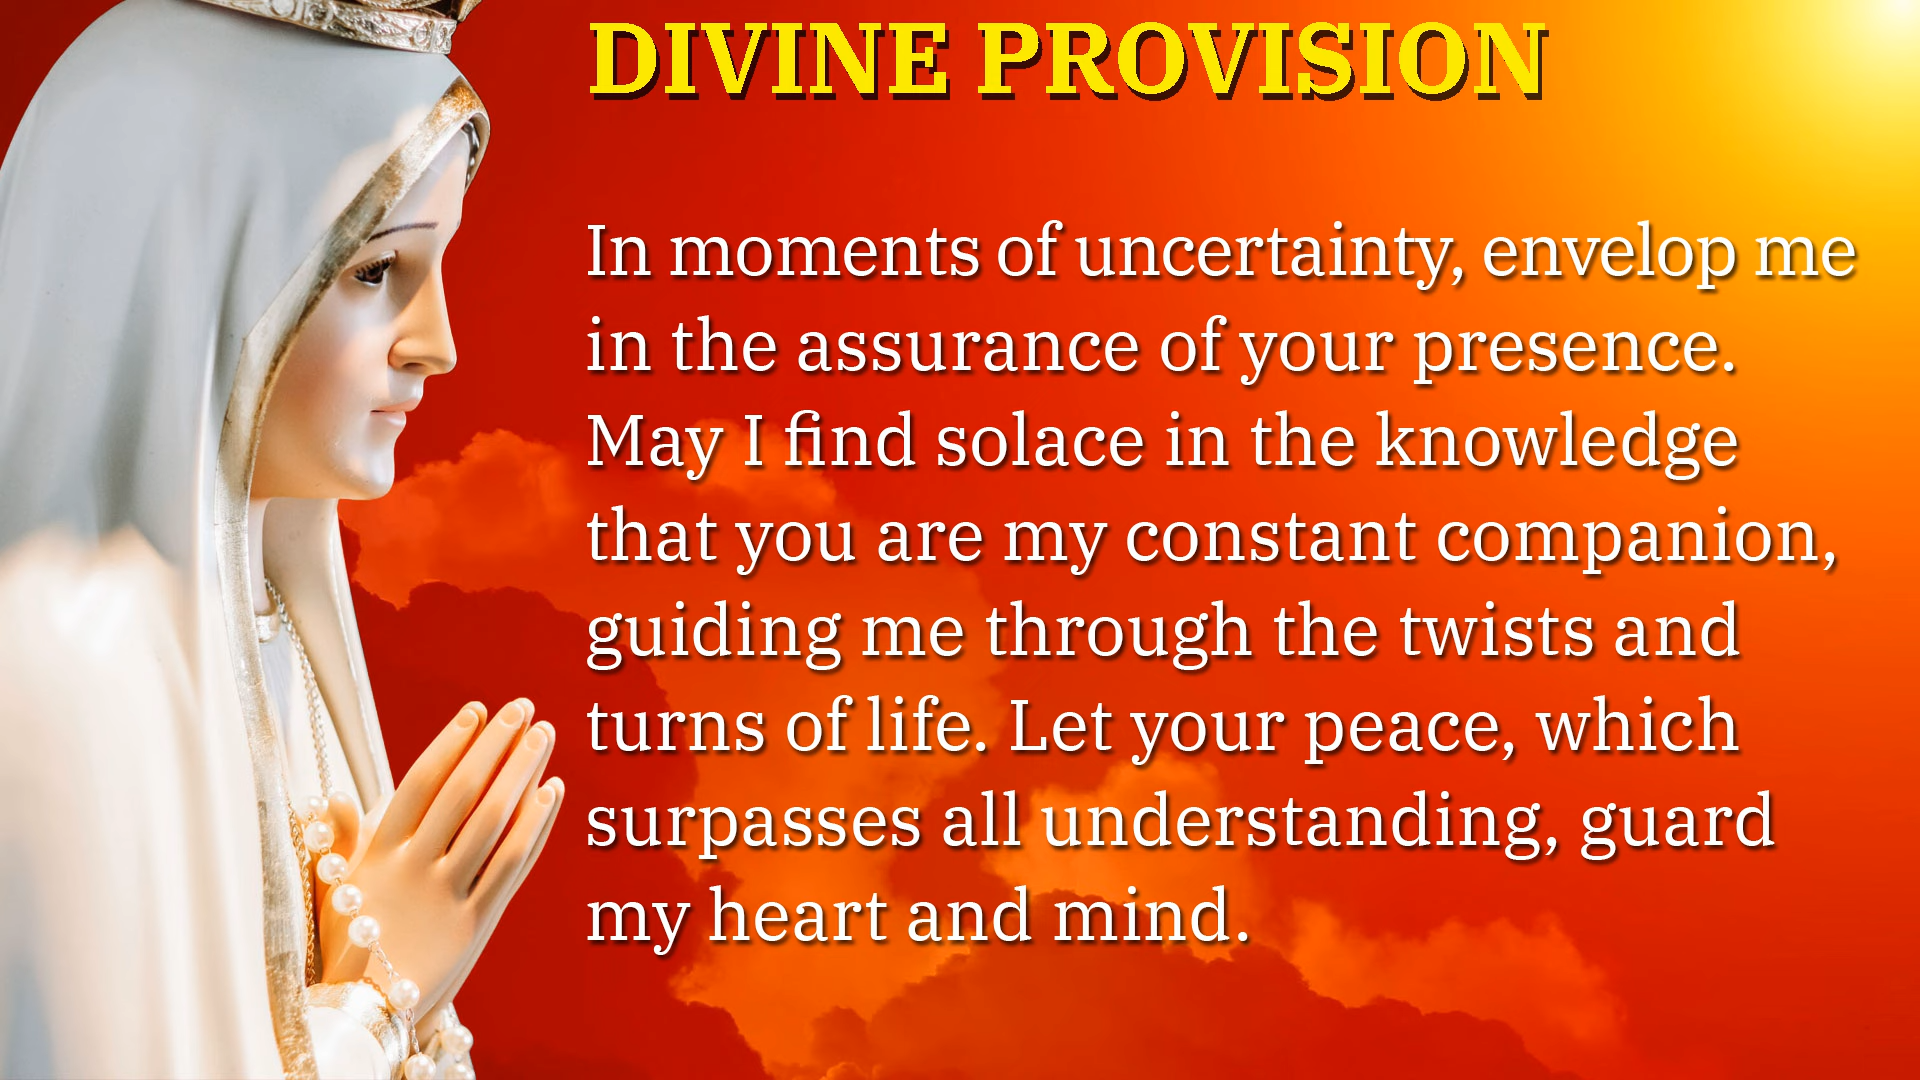 DIVINE PROVISION
In moments of uncertainty, envelop me
in the assurance of your presence.
May I find solace in the knowledge
that you are my constant companion,
guiding me through the twists and
turns of life. Let your peace, which
surpasses all understanding, guard
my heart and mind.